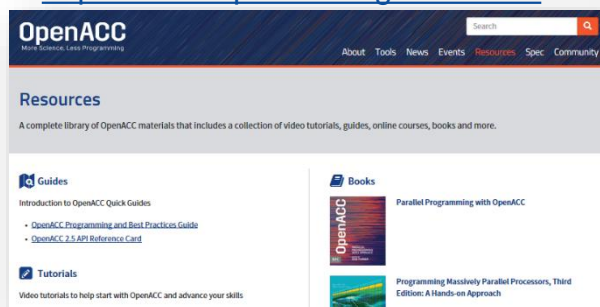 OpenACC
More Science, Less Programming
Search
About Tools News Events Resources Spec Community
Resources
A complete library of OpenACC materials that includes a collection of video tutorials, guides, online courses, books and more.
Guides
Introduction to OpenACC Quick Guides
• OpenACC Programming and Best Practices Guide
• OpenACC 2.5 API Reference Card
Tutorials
Video tutorials to help start with OpenACC and advance your skills
Books
OpenACC
Parallel Programming with OpenACC
Programming Massively Parallel Processors, Third
Edition: A Hands-on Approach